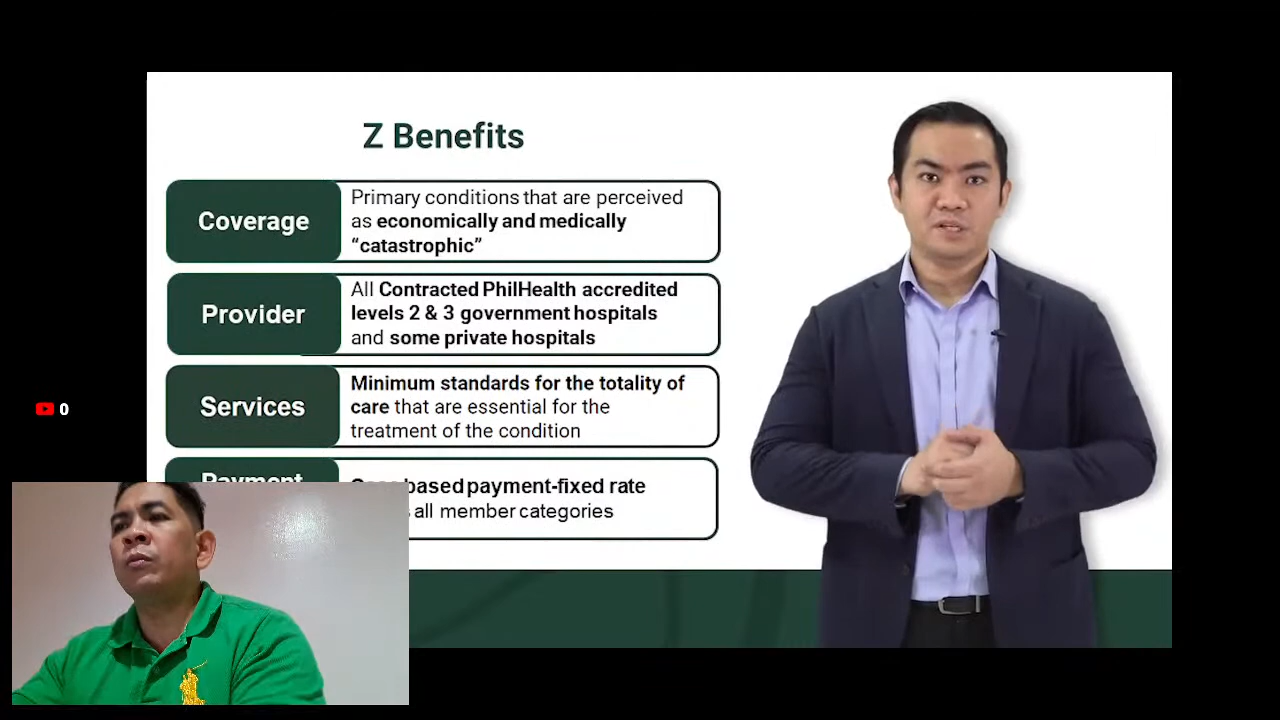 Z Benefits
Coverage
Primary conditions that are perceived
as economically and medically
“catastrophic”
Provider
All Contracted PhilHealth accredited
levels 2 & 3 government hospitals
and some private hospitals
Services
Minimum standards for the totality of
care that are essential for the
treatment of the condition
Payment
based payment-fixed rate
all member categories
0